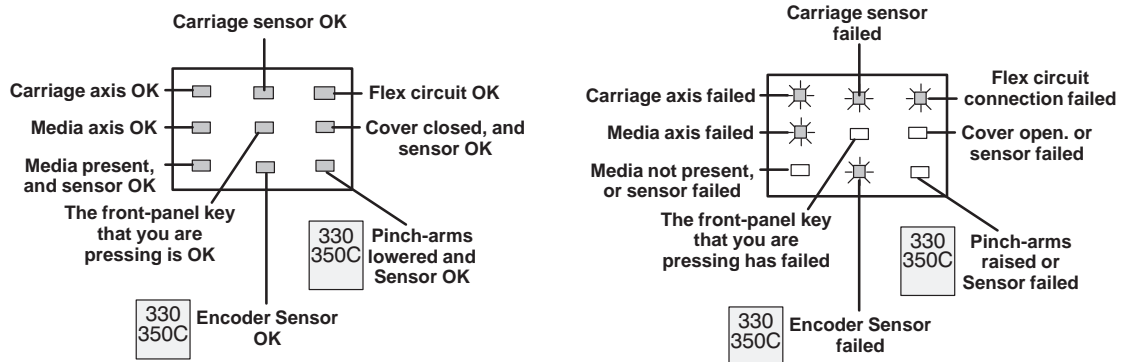 Carriage sensor OK
Carriage axis OK
Flex circuit OK
Media axis OK
Cover closed, and
sensor OK
Media present,
and sensor OK
The front-panel key
that you are
pressing is OK
330
350C
Pinch-arms
lowered and
Sensor OK
330
350C
Encoder Sensor
OK
Carriage sensor
failed
Carriage axis failed
Flex circuit
connection failed
Media axis failed
Cover open. or
sensor failed
Media not present,
or sensor failed
The front-panel key
that you are
pressing has failed
330
350C
Pinch-arms
raised or
Sensor failed
330
350C
Encoder Sensor
failed